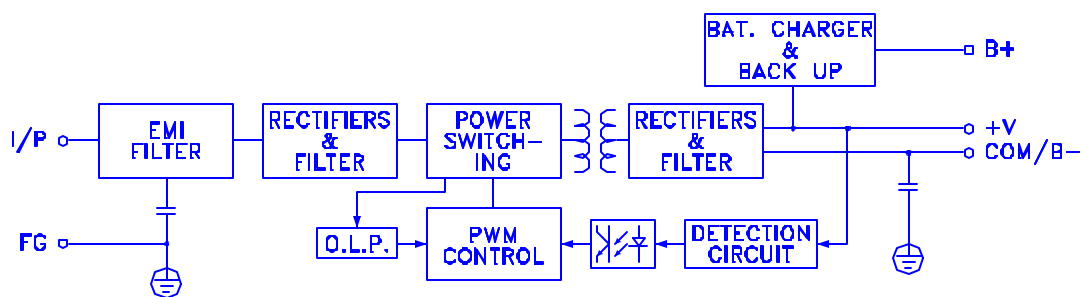 BAT. CHARGER
&
BACK UP
B+
I/P
EMI
FILTER
RECTIFIERS
&
FILTER
POWER
SWITCH-
ING
RECTIFIERS
&
FILTER
+V
COM/B-
FG
O.L.P.
PWM
CONTROL
DETECTION
CIRCUIT